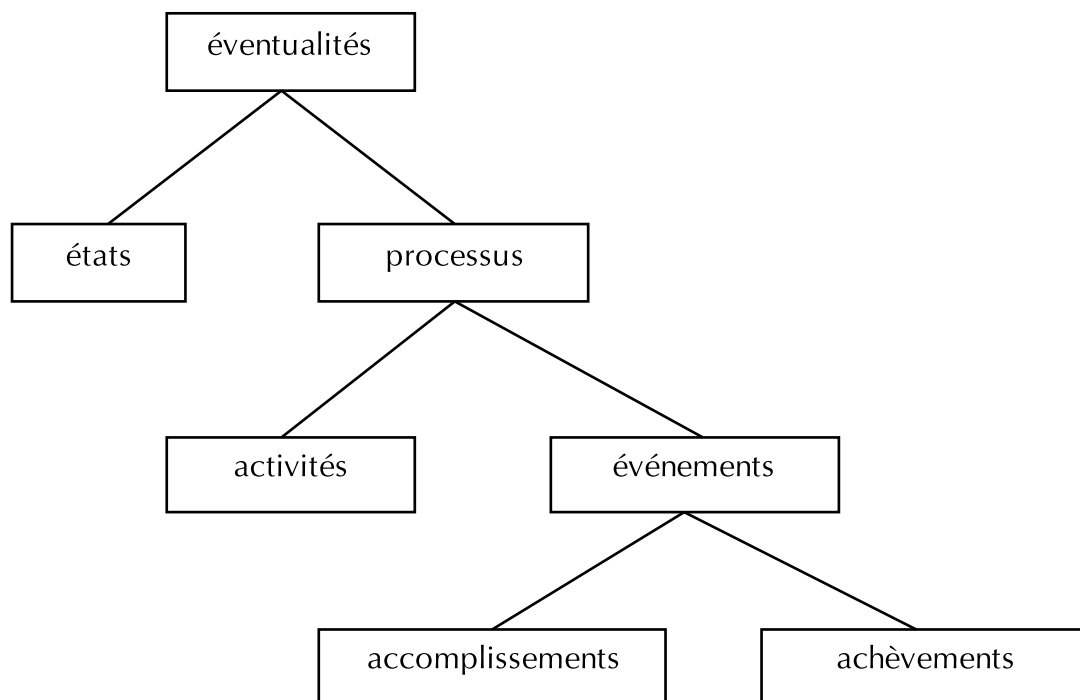 éventualités
états
processus
activités
événements
accomplissements
achèvements